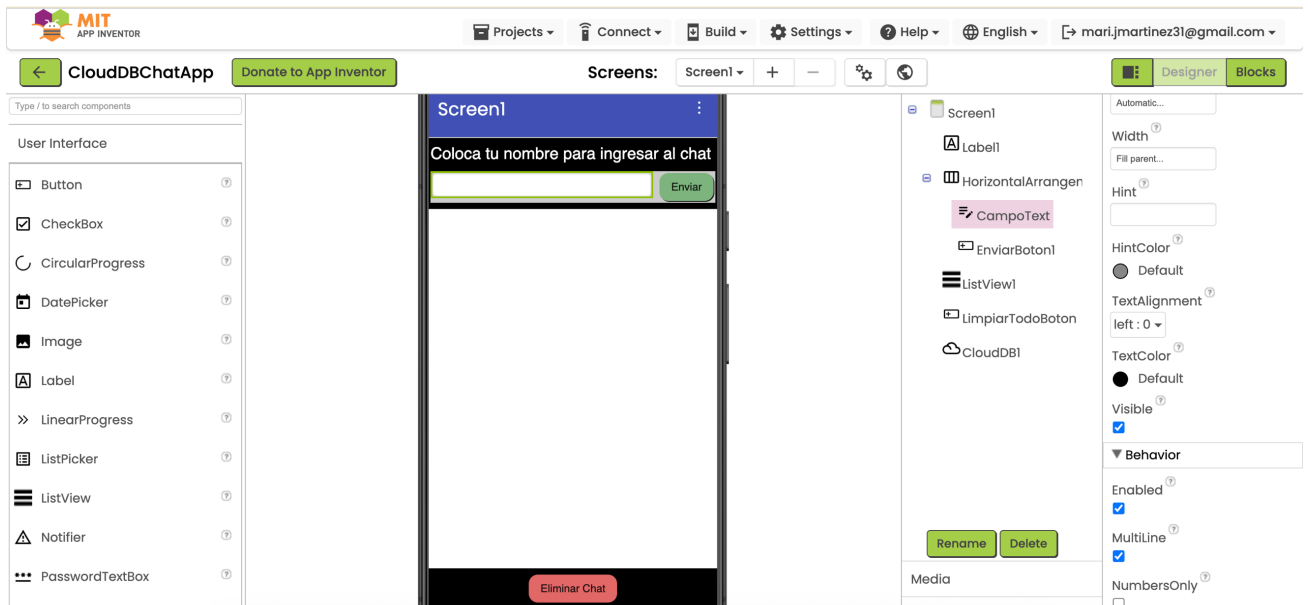 MIT
APP INVENTOR
Projects
Connect
Build
Settings
Help
English
mari.jmartinez31@gmail.com
CloudDBChatApp
Donate to App Inventor
Screens:
Screen1
Designer
Blocks
Type / to search components
User Interface
Button
CheckBox
CircularProgress
DatePicker
Image
Label
LinearProgress
ListPicker
ListView
Notifier
PasswordTextBox
Screen1
Coloca tu nombre para ingresar al chat
Enviar
Eliminar Chat
Screen1
Label1
HorizontalArrangen
CampoText
EnviarBoton1
ListView1
LimpiarTodoBoton
CloudDB1
Rename
Delete
Media
Automatic...
Width
Fill parent...
Hint
HintColor
Default
TextAlignment
left : 0
TextColor
Default
Visible
Behavior
Enabled
MultiLine
NumbersOnly